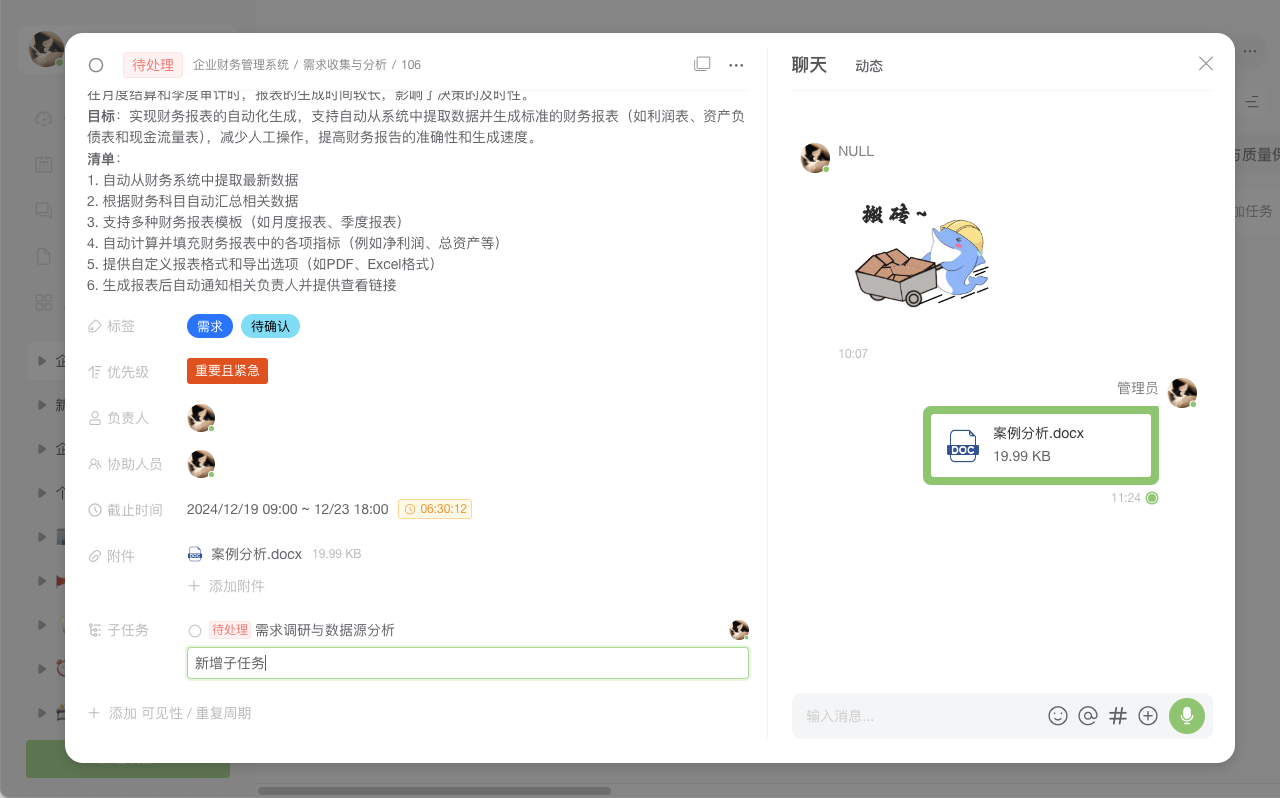 待处理 企业财务管理系统 / 需求收集与分析 / 106
在月度结算和季度审计时，报表的生成时间较长，影响了决策的及时性。
目标：实现财务报表的自动化生成，支持自动从系统中提取数据并生成标准的财务报表（如利润表、资产负
债表和现金流量表），减少人工操作，提高财务报告的准确性和生成速度。
清单：
1. 自动从财务系统中提取最新数据
2. 根据财务科目自动汇总相关数据
3. 支持多种财务报表模板（如月度报表、季度报表）
4. 自动计算并填充财务报表中的各项指标（例如净利润、总资产等）
5. 提供自定义报表格式和导出选项（如PDF、Excel格式）
6. 生成报表后自动通知相关负责人并提供查看链接
标签 需求 待确认
优先级 重要且紧急
负责人
协助人员
截止时间 2024/12/19 09:00 ~ 12/23 18:00 06:30:12
附件 案例分析.docx 19.99 KB
添加附件
子任务 待处理 需求调研与数据源分析
新增子任务
添加 可见性 / 重复周期
聊天 动态
NULL
搬砖~
10:07
管理员
DOC 案例分析.docx
19.99 KB
11:24
输入消息...
与质量保
加任务
企
新
企
个